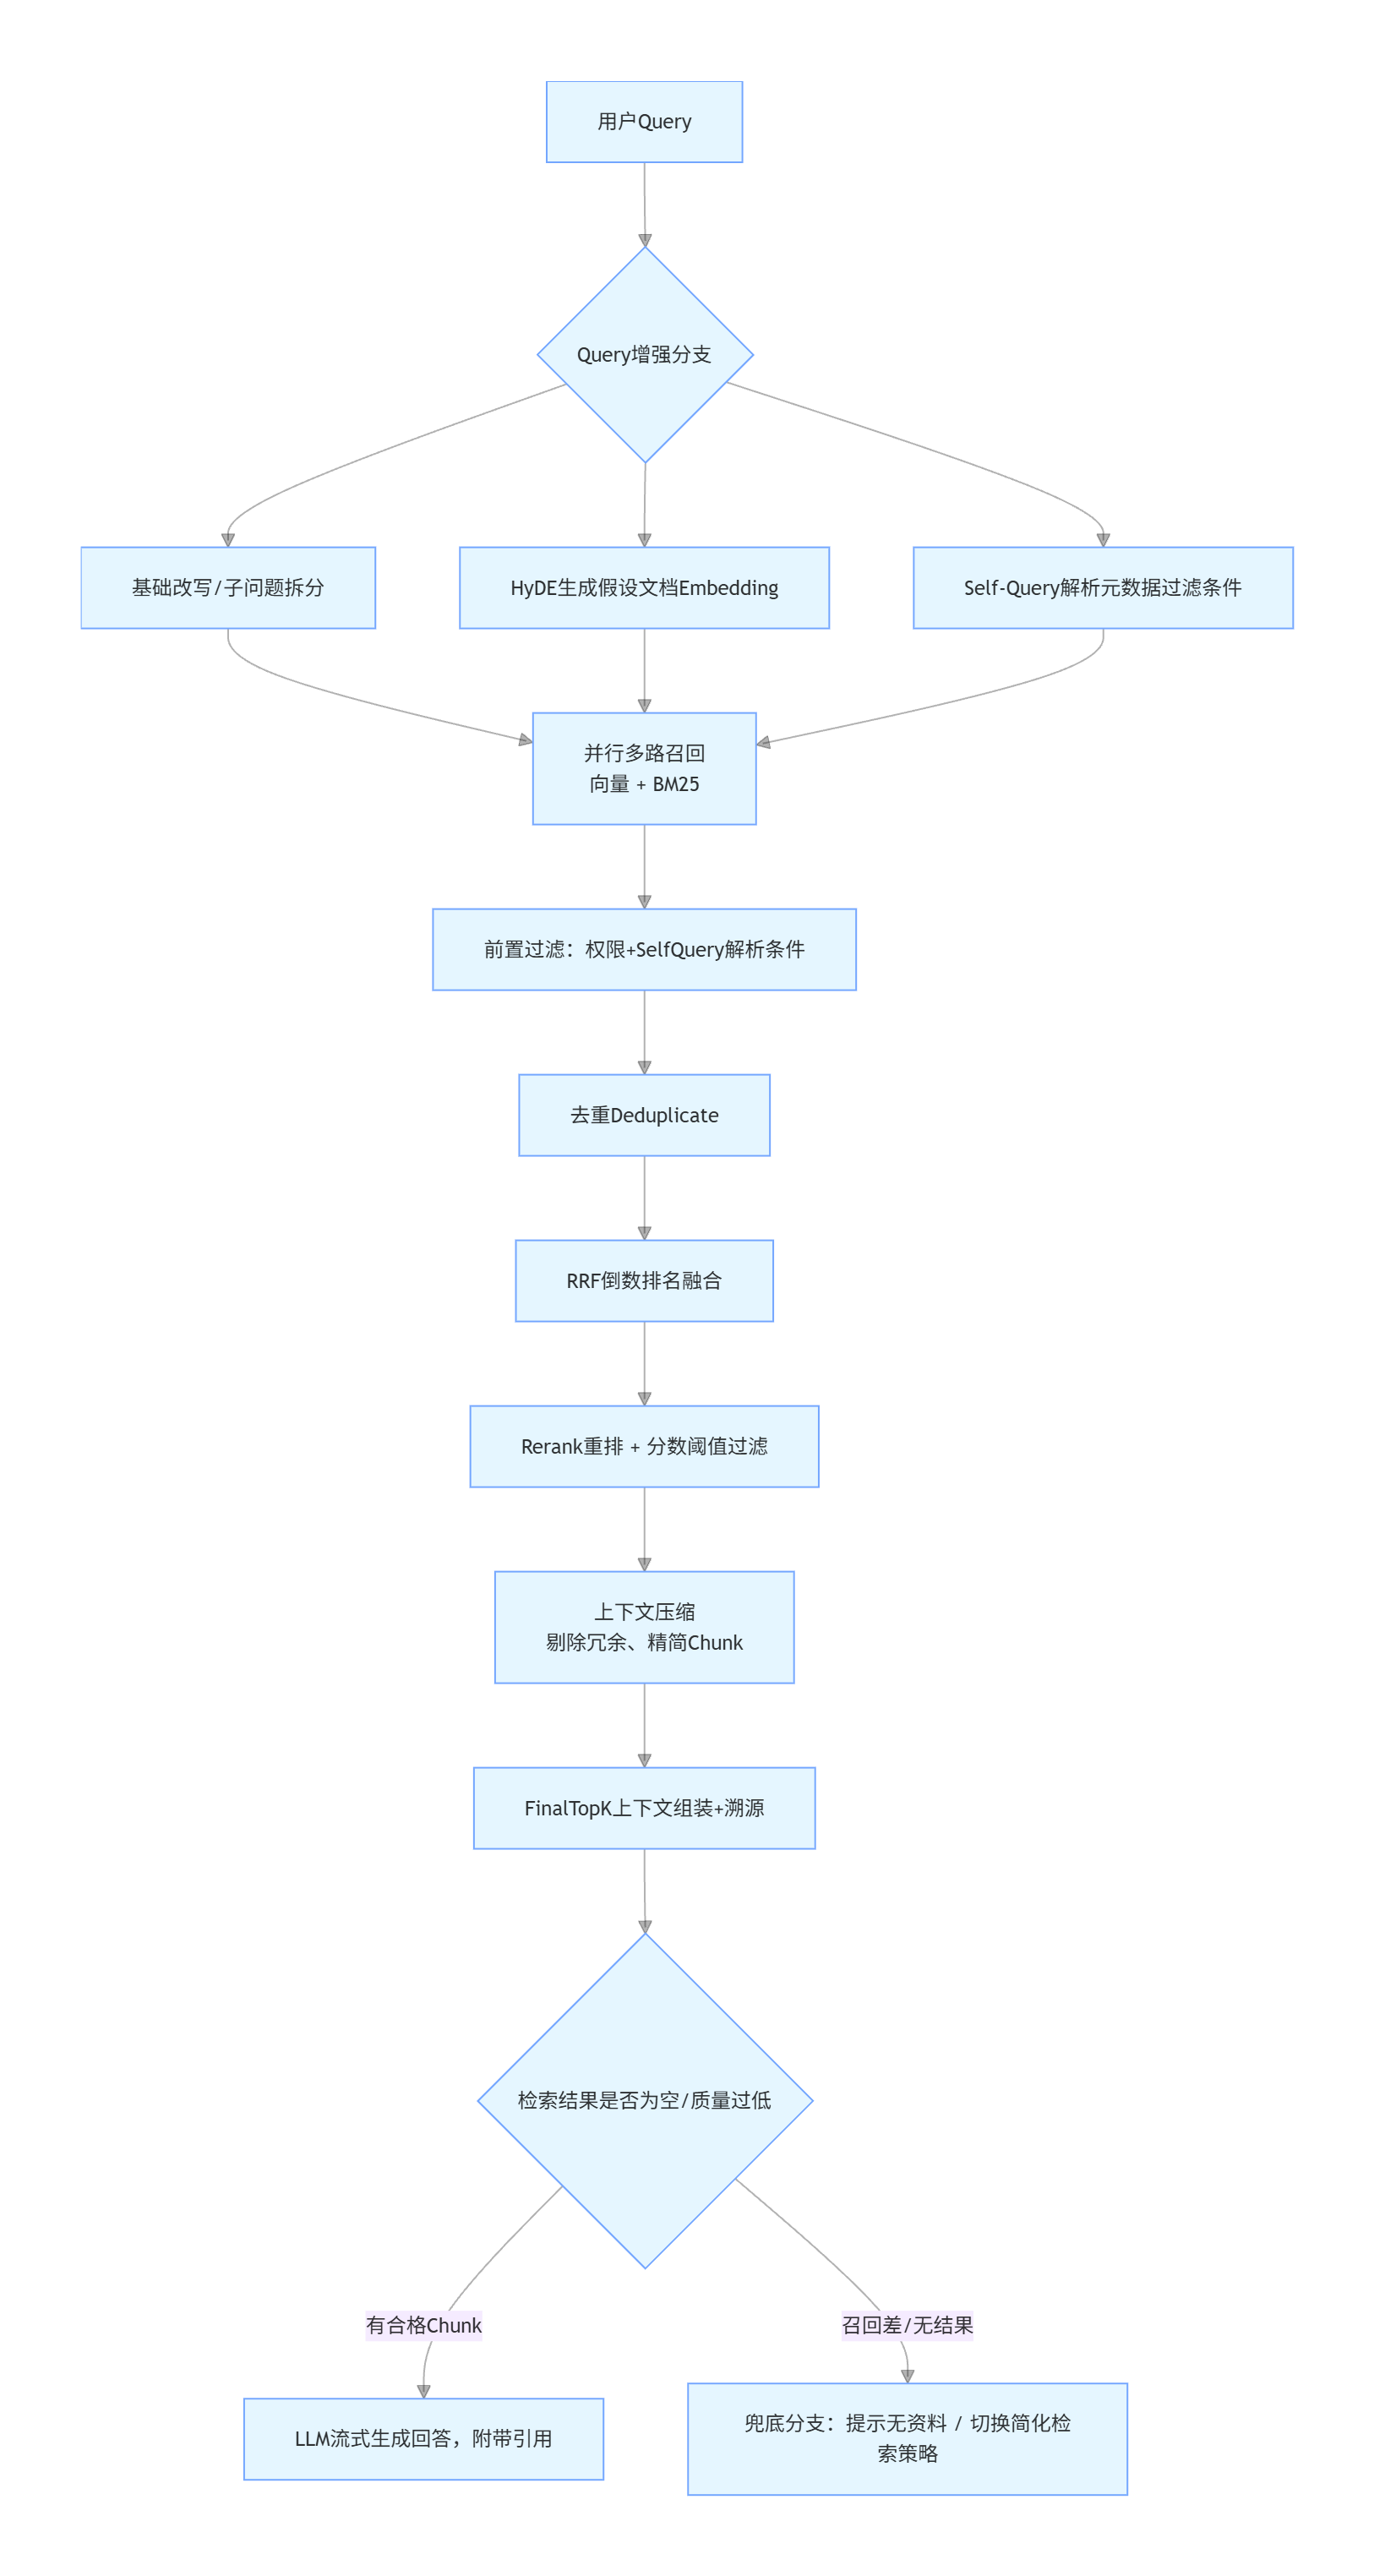 用户Query
Query增强分支
基础改写/子问题拆分
HyDE生成假设文档Embedding
Self-Query解析元数据过滤条件
并行多路召回
向量 + BM25
前置过滤：权限+SelfQuery解析条件
去重Deduplicate
RRF倒数排名融合
Rerank重排 + 分数阈值过滤
上下文压缩
剔除冗余、精简Chunk
FinalTopK上下文组装+溯源
检索结果是否为空/质量过低
有合格Chunk
召回差/无结果
LLM流式生成回答，附带引用
兜底分支：提示无资料 / 切换简化检
索策略